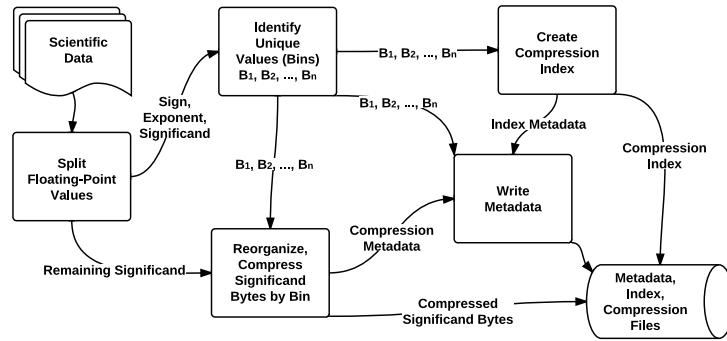 Scientific
Data
Identify
Unique
Values (Bins)
B1, B2, ..., Bn
B1, B2, ..., Bn
Create
Compression
Index
Sign,
Exponent,
Significand
B1, B2, ..., Bn
Index Metadata
Split
Floating-Point
Values
B1, B2, ..., Bn
Compression
Index
Write
Metadata
Remaining Significand
Reorganize,
Compress
Significand
Bytes by Bin
Compression
Metadata
Compressed
Significand Bytes
Metadata,
Index,
Compression
Files